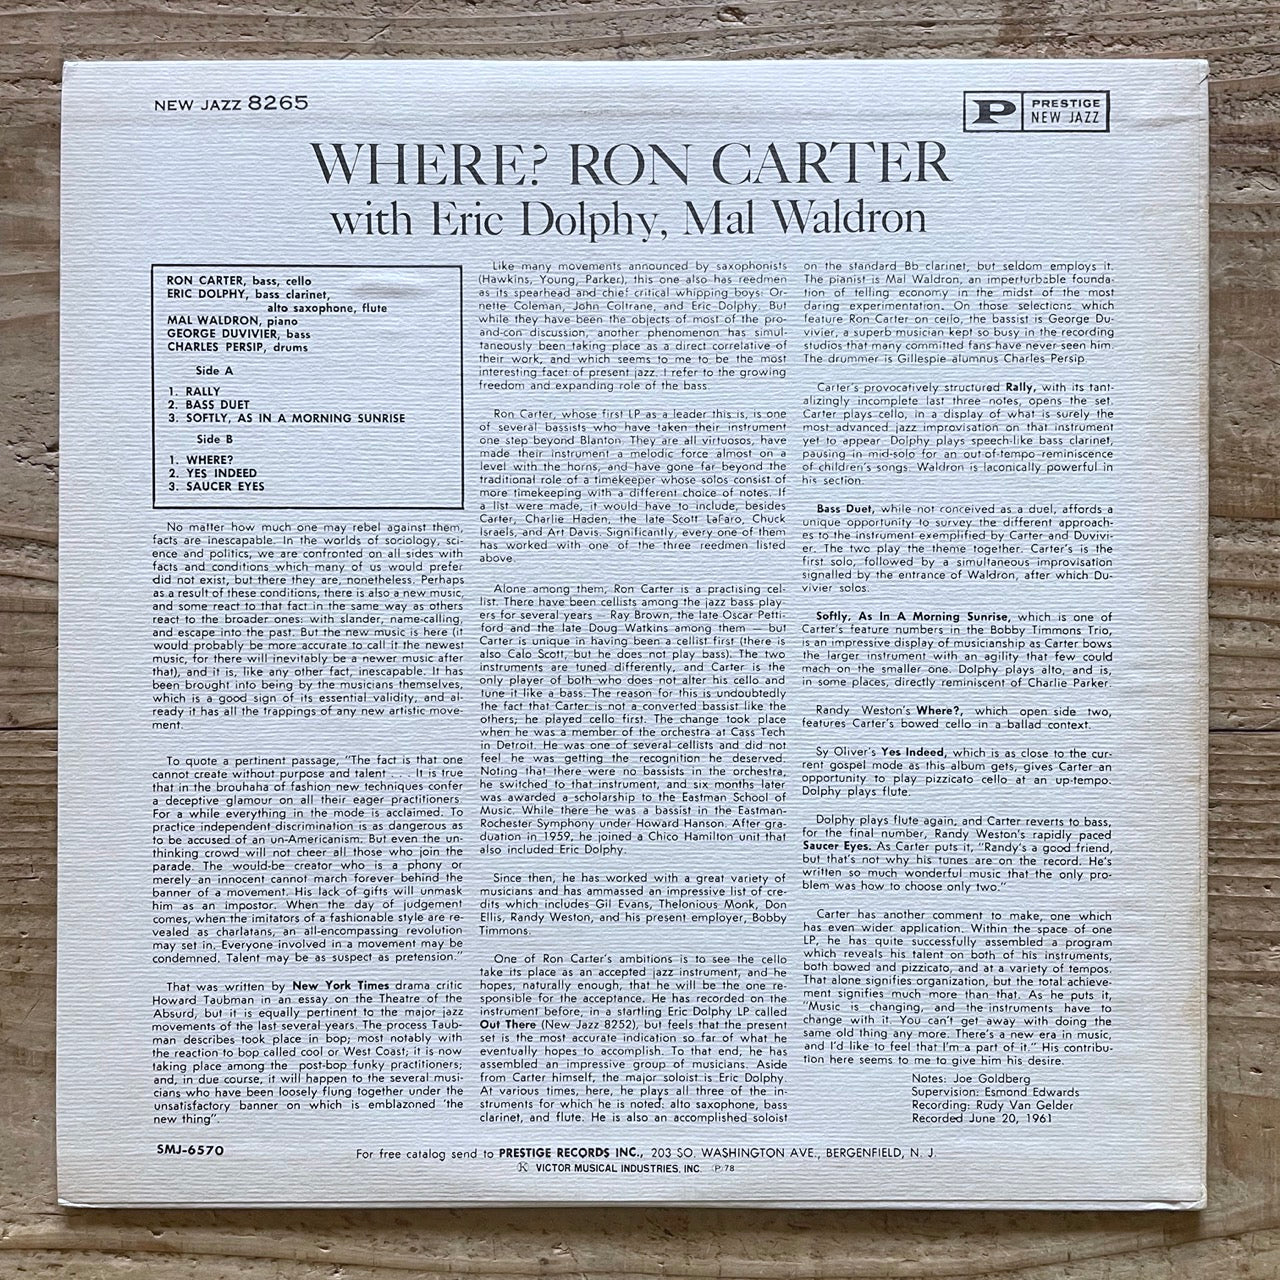 NEW JAZZ 8265
P PRESTIGE
NEW JAZZ
WHERE? RON CARTER
with Eric Dolphy, Mal Waldron
RON CARTER, bass, cello
ERIC DOLPHY, bass clarinet,
alto saxophone, flute
MAL WALDRON, piano
GEORGE DUVIVIER, bass
CHARLES PERSIP, drums
Side A
1. RALLY
2. BASS DUET
3. SOFTLY, AS IN A MORNING SUNRISE
Side B
1. WHERE?
2. YES INDEED
3. SAUCER EYES
No matter how much one may rebel against them,
facts are inescapable. In the worlds of sociology, sci-
ence and politics, we are confronted on all sides with
facts and conditions which many of us would prefer
did not exist, but there they are, nonetheless. Perhaps
as a result of these conditions, there is also a new music,
and some react to that fact in the same way as others
react to the broader ones: with slander, name-calling,
and escape into the past. But the new music is here (it
would probably be more accurate to call it the newest
music, for there will inevitably be a newer music after
that), and it is, like any other fact, inescapable. It has
been brought into being by the musicians themselves,
which is a good sign of its essential validity, and al-
ready it has all the trappings of any new artistic move-
ment.
To quote a pertinent passage, "The fact is that one
cannot create without purpose and talent . . . It is true
that in the brouhaha of fashion new techniques confer
a deceptive glamour on all their eager practitioners.
For a while everything in the mode is acclaimed. To
practice independent discrimination is as dangerous as
to be accused of an un-Americanism. But even the un-
thinking crowd will not cheer all those who join the
parade. The would-be creator who is a phony or
merely an innocent cannot march forever behind the
banner of a movement. His lack of gifts will unmask
him as an impostor. When the day of judgement
comes, when the imitators of a fashionable style are re-
vealed as charlatans, an all-encompassing revolution
may set in. Everyone involved in a movement may be
condemned. Talent may be as suspect as pretension."
That was written by New York Times drama critic
Howard Taubman in an essay on the Theatre of the
Absurd, but it is equally pertinent to the major jazz
movements of the last several years. The process Taub-
man describes took place in bop; most notably with
the reaction to bop called cool or West Coast; it is now
taking place among the post-bop funky practitioners;
and, in due course, it will happen to the several musi-
cians who have been loosely flung together under the
unsatisfactory banner on which is emblazoned 'the
new thing".
Like many movements announced by saxophonists
(Hawkins, Young, Parker), this one also has reedmen
as its spearhead and chief critical whipping boys: Or-
nette Coleman, John Coltrane, and Eric Dolphy. But
while they have been the objects of most of the pro-
and-con discussion, another phenomenon has simul-
taneously been taking place as a direct correlative of
their work, and which seems to me to be the most
interesting facet of present jazz. I refer to the growing
freedom and expanding role of the bass.
Ron Carter, whose first LP as a leader this is, is one
of several bassists who have taken their instrument
one step beyond Blanton. They are all virtuosos, have
made their instrument a melodic force almost on a
level with the horns, and have gone far beyond the
traditional role of a timekeeper whose solos consist of
more timekeeping with a different choice of notes. If
a list were made, it would have to include, besides
Carter, Charlie Haden, the late Scott LaFaro, Chuck
Israels, and Art Davis. Significantly, every one of them
has worked with one of the three reedmen listed
above.
Alone among them, Ron Carter is a practising cel-
list. There have been cellists among the jazz bass play-
ers for several years — Ray Brown, the late Oscar Petti-
ford and the late Doug Watkins among them — but
Carter is unique in having been a cellist first (there is
also Calo Scott, but he does not play bass). The two
instruments are tuned differently, and Carter is the
only player of both who does not alter his cello and
tune it like a bass. The reason for this is undoubtedly
the fact that Carter is not a converted bassist like the
others; he played cello first. The change took place
when he was a member of the orchestra at Cass Tech
in Detroit. He was one of several cellists and did not
feel he was getting the recognition he deserved.
Noting that there were no bassists in the orchestra,
he switched to that instrument, and six months later
was awarded a scholarship to the Eastman School of
Music. While there he was a bassist in the Eastman-
Rochester Symphony under Howard Hanson. After gra-
duation in 1959, he joined a Chico Hamilton unit that
also included Eric Dolphy.
Since then, he has worked with a great variety of
musicians and has ammassed an impressive list of cre-
dits which includes Gil Evans, Thelonious Monk, Don
Ellis, Randy Weston, and his present employer, Bobby
Timmons.
One of Ron Carter's ambitions is to see the cello
take its place as an accepted jazz instrument, and he
hopes, naturally enough, that he will be the one re-
sponsible for the acceptance. He has recorded on the
instrument before, in a startling Eric Dolphy LP called
Out There (New Jazz 8252), but feels that the present
set is the most accurate indication so far of what he
eventually hopes to accomplish. To that end, he has
assembled an impressive group of musicians. Aside
from Carter himself, the major soloist is Eric Dolphy.
At various times, here, he plays all three of the in-
struments for which he is noted: alto saxophone, bass
clarinet, and flute. He is also an accomplished soloist
on the standard Bb clarinet, but seldom employs it.
The pianist is Mal Waldron, an imperturbable founda-
tion of telling economy in the midst of the most
daring experimentation. On those selections which
feature Ron Carter on cello, the bassist is George Du-
vivier, a superb musician kept so busy in the recording
studios that many committed fans have never seen him.
The drummer is Gillespie alumnus Charles Persip.
Carter's provocatively structured Rally, with its tant-
alizingly incomplete last three notes, opens the set.
Carter plays cello, in a display of what is surely the
most advanced jazz improvisation on that instrument
yet to appear. Dolphy plays speech-like bass clarinet,
pausing in mid-solo for an out-of-tempo reminiscence
of children's songs. Waldron is laconically powerful in
his section.
Bass Duet, while not conceived as a duel, affords a
unique opportunity to survey the different approach-
es to the instrument exemplified by Carter and Duvivi-
er. The two play the theme together. Carter's is the
first solo, followed by a simultaneous improvisation
signalled by the entrance of Waldron, after which Du-
vivier solos.
Softly, As In A Morning Sunrise, which is one of
Carter's feature numbers in the Bobby Timmons Trio,
is an impressive display of musicianship as Carter bows
the larger instrument with an agility that few could
mach on the smaller one. Dolphy plays alto, and is,
in some places, directly reminiscent of Charlie Parker.
Randy Weston's Where?, which open side two,
features Carter's bowed cello in a ballad context.
Sy Oliver's Yes Indeed, which is as close to the cur-
rent gospel mode as this album gets, gives Carter an
opportunity to play pizzicato cello at an up-tempo.
Dolphy plays flute.
Dolphy plays flute again, and Carter reverts to bass,
for the final number, Randy Weston's rapidly paced
Saucer Eyes. As Carter puts it, "Randy's a good friend,
but that's not why his tunes are on the record. He's
written so much wonderful music that the only pro-
blem was how to choose only two."
Carter has another comment to make, one which
has even wider application. Within the space of one
LP, he has quite successfully assembled a program
which reveals his talent on both of his instruments,
both bowed and pizzicato, and at a variety of tempos.
That alone signifies organization, but the total achieve-
ment signifies much more than that. As he puts it,
"Music is changing, and the instruments have to
change with it. You can't get away with doing the
same old thing any more. There's a new era in music,
and I'd like to feel that I'm a part of it." His contribu-
tion here seems to me to give him his desire.
Notes: Joe Goldberg
Supervision: Esmond Edwards
Recording: Rudy Van Gelder
Recorded June 20, 1961
SMJ-6570
For free catalog send to PRESTIGE RECORDS INC., 203 SO. WASHINGTON AVE., BERGENFIELD, N. J.
VICTOR MUSICAL INDUSTRIES, INC. P.78